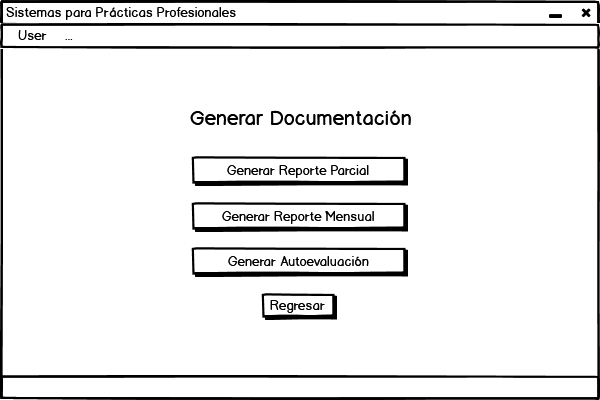 Sistemas para Prácticas Profesionales
User ...
Generar Documentación
Generar Reporte Parcial
Generar Reporte Mensual
Generar Autoevaluación
Regresar